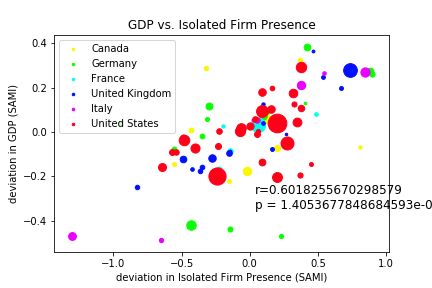 GDP vs. Isolated Firm Presence
0.4
0.2
0.0
−0.2
−0.4
deviation in GDP (SAMI)
Canada
Germany
France
United Kingdom
Italy
United States
r=0.6018255670298579
p = 1.4053677848684593e-0
−1.0
−0.5
0.0
0.5
1.0
deviation in Isolated Firm Presence (SAMI)